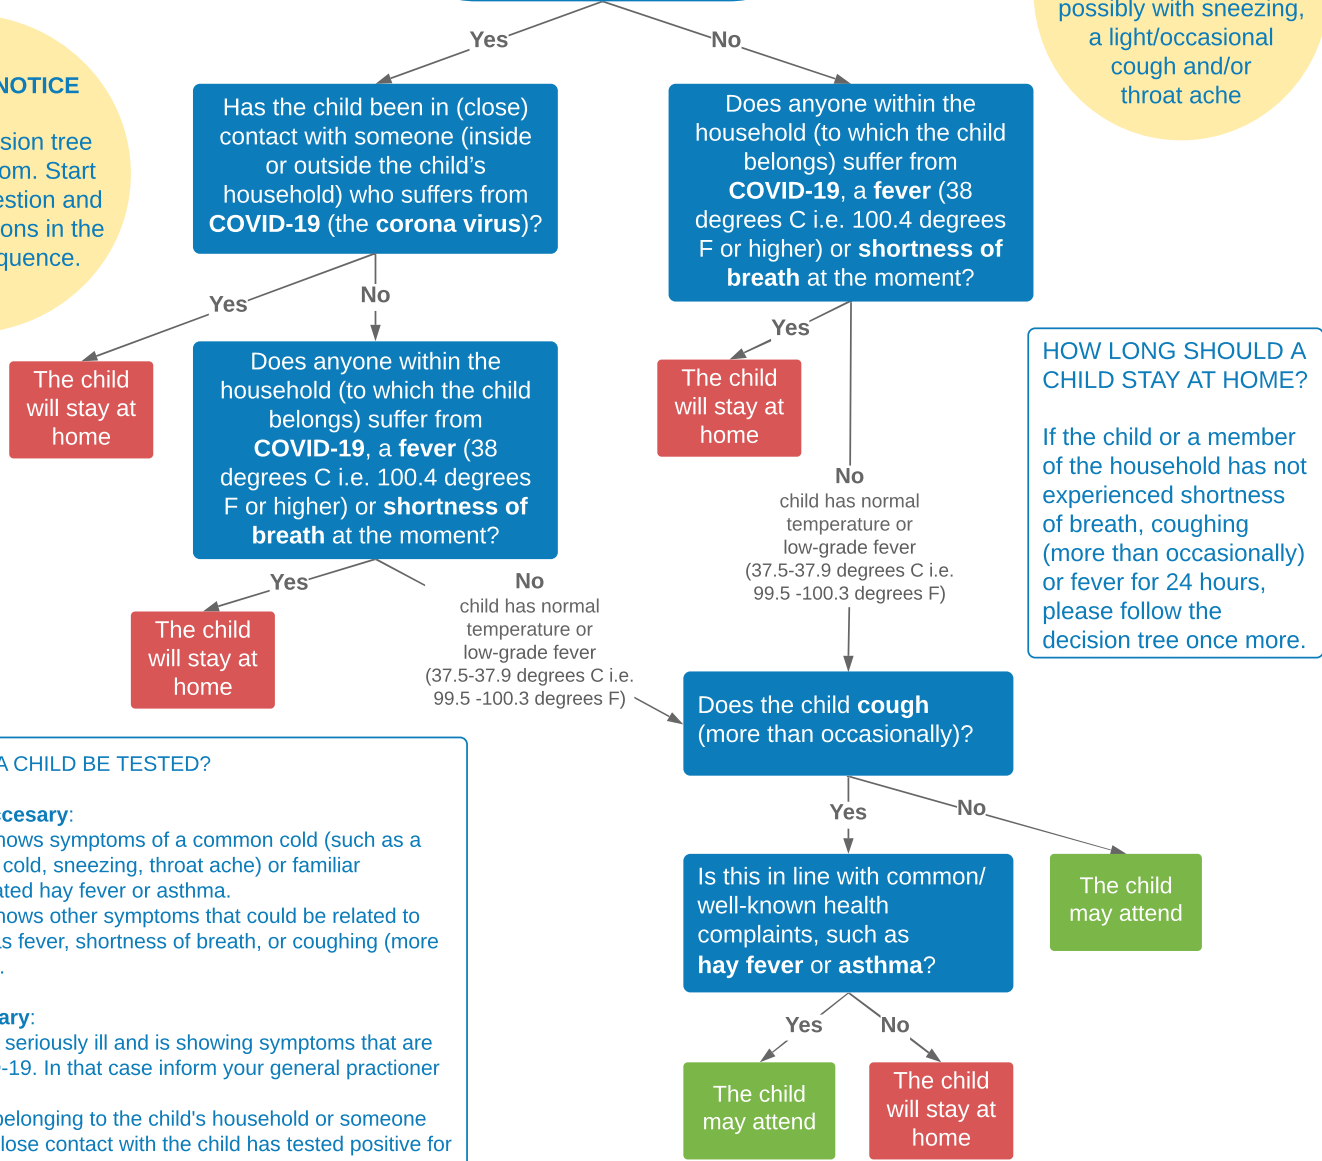 possibly with sneezing,
a light/occasional
cough and/or
throat ache
NOTICE
sion tree
om. Start
estion and
ons in the
quence.
Yes
No
Has the child been in (close)
contact with someone (inside
or outside the child's
household) who suffers from
COVID-19 (the corona virus)?
Does anyone within the
household (to which the child
belongs) suffer from
COVID-19, a fever (38
degrees C i.e. 100.4 degrees
F or higher) or shortness of
breath at the moment?
Yes
No
The child
will stay at
home
Does anyone within the
household (to which the child
belongs) suffer from
COVID-19, a fever (38
degrees C i.e. 100.4 degrees
F or higher) or shortness of
breath at the moment?
Yes
The child
will stay at
home
No
child has normal
temperature or
low-grade fever
(37.5-37.9 degrees C i.e.
99.5 -100.3 degrees F)
HOW LONG SHOULD A
CHILD STAY AT HOME?
If the child or a member
of the household has not
experienced shortness
of breath, coughing
(more than occasionally)
or fever for 24 hours,
please follow the
decision tree once more.
Yes
The child
will stay at
home
No
child has normal
temperature or
low-grade fever
(37.5-37.9 degrees C i.e.
99.5 -100.3 degrees F)
Does the child cough
(more than occasionally)?
Yes
No
Is this in line with common/
well-known health
complaints, such as
hay fever or asthma?
The child
may attend
Yes
No
The child
may attend
The child
will stay at
home
A CHILD BE TESTED?
ccesary:
hows symptoms of a common cold (such as a
cold, sneezing, throat ache) or familiar
ated hay fever or asthma.
hows other symptoms that could be related to
s fever, shortness of breath, or coughing (more
.
ary:
seriously ill and is showing symptoms that are
-19. In that case inform your general practioner
belonging to the child's household or someone
lose contact with the child has tested positive for